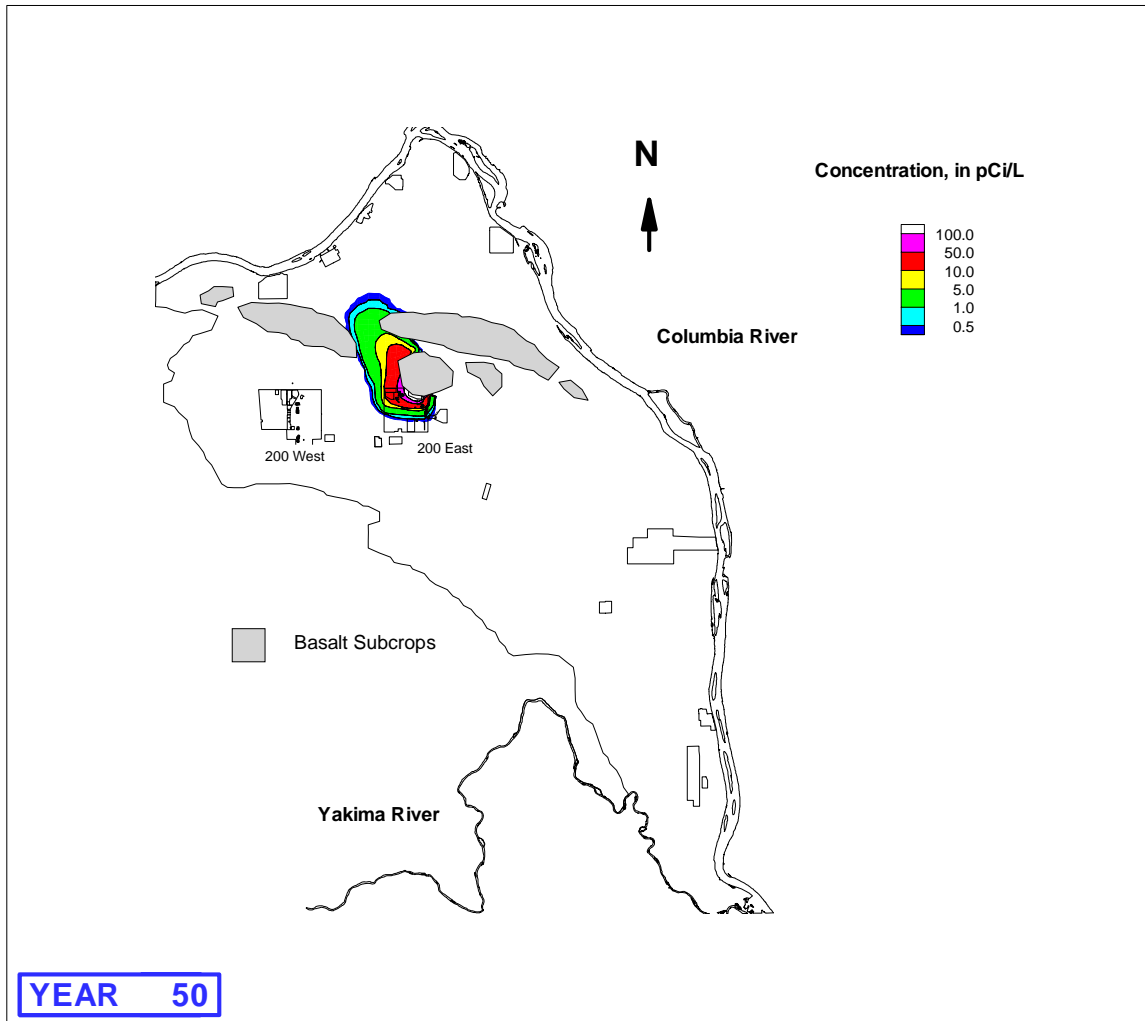 N
Concentration, in pCi/L
100.0
50.0
10.0
5.0
1.0
0.5
Columbia River
200 West
200 East
Basalt Subcrops
Yakima River
YEAR 50